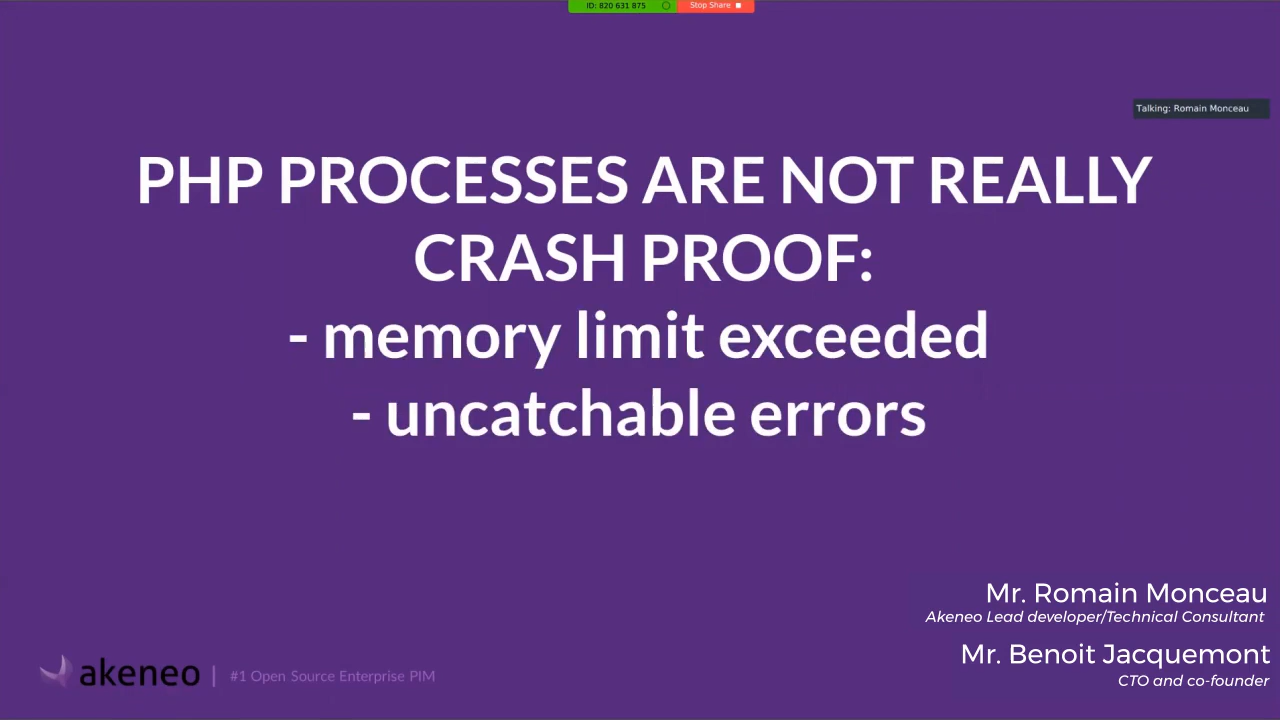 ID: 820 631 875 Stop Share
Talking: Romain Monceau
PHP PROCESSES ARE NOT REALLY
CRASH PROOF:
- memory limit exceeded
- uncatchable errors
Mr. Romain Monceau
Akeneo Lead developer/Technical Consultant
Mr. Benoit Jacquemont
CTO and co-founder
akeneo | #1 Open Source Enterprise PIM